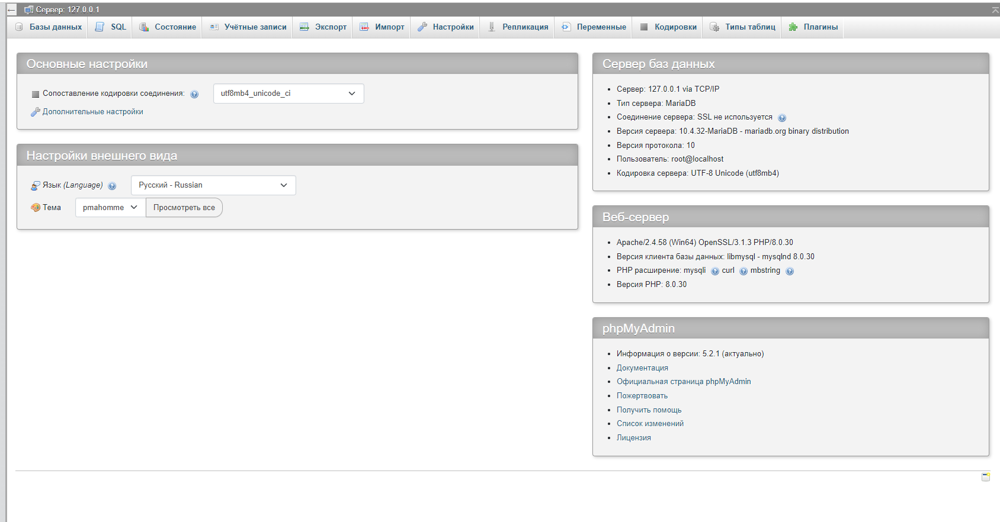 Сервер: 127.0.0.1
Базы данных SQL Состояние Учётные записи Экспорт Импорт Настройки Репликация Переменные Кодировки Типы таблиц Плагины
Основные настройки
Сопоставление кодировки соединения: utf8mb4_unicode_ci
Дополнительные настройки
Настройки внешнего вида
Язык (Language) Русский - Russian
Тема pmahomme Просмотреть все
Сервер баз данных
Сервер: 127.0.0.1 via TCP/IP
Тип сервера: MariaDB
Соединение сервера: SSL не используется
Версия сервера: 10.4.32-MariaDB - mariadb.org binary distribution
Версия протокола: 10
Пользователь: root@localhost
Кодировка сервера: UTF-8 Unicode (utf8mb4)
Веб-сервер
Apache/2.4.58 (Win64) OpenSSL/3.1.3 PHP/8.0.30
Версия клиента базы данных: libmysql - mysqlnd 8.0.30
PHP расширение: mysqli curl mbstring
Версия PHP: 8.0.30
phpMyAdmin
Информация о версии: 5.2.1 (актуально)
Документация
Официальная страница phpMyAdmin
Пожертвовать
Получить помощь
Список изменений
Лицензия